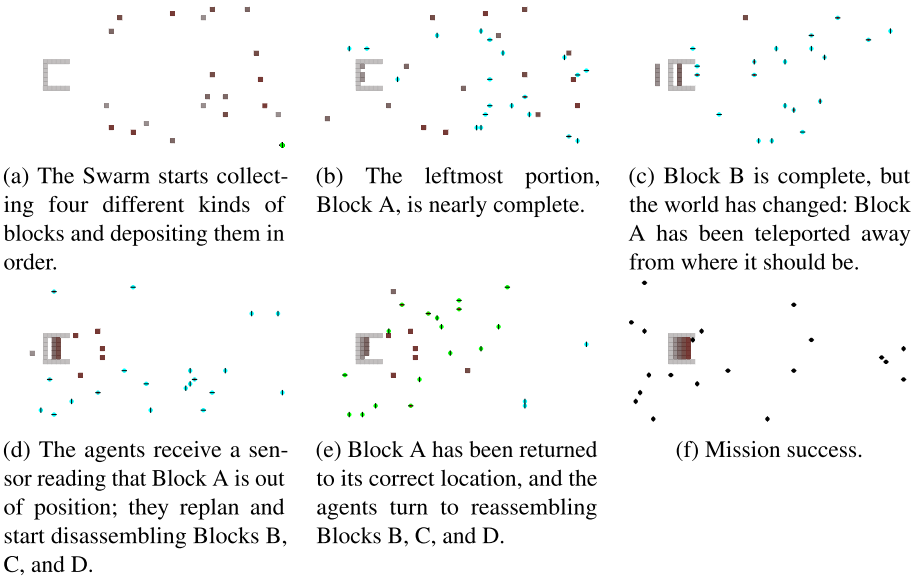 (a) The Swarm starts collect-
ing four different kinds of
blocks and depositing them in
order.
(b) The leftmost portion,
Block A, is nearly complete.
(c) Block B is complete, but
the world has changed: Block
A has been teleported away
from where it should be.
(d) The agents receive a sen-
sor reading that Block A is out
of position; they replan and
start disassembling Blocks B,
C, and D.
(e) Block A has been returned
to its correct location, and the
agents turn to reassembling
Blocks B, C, and D.
(f) Mission success.